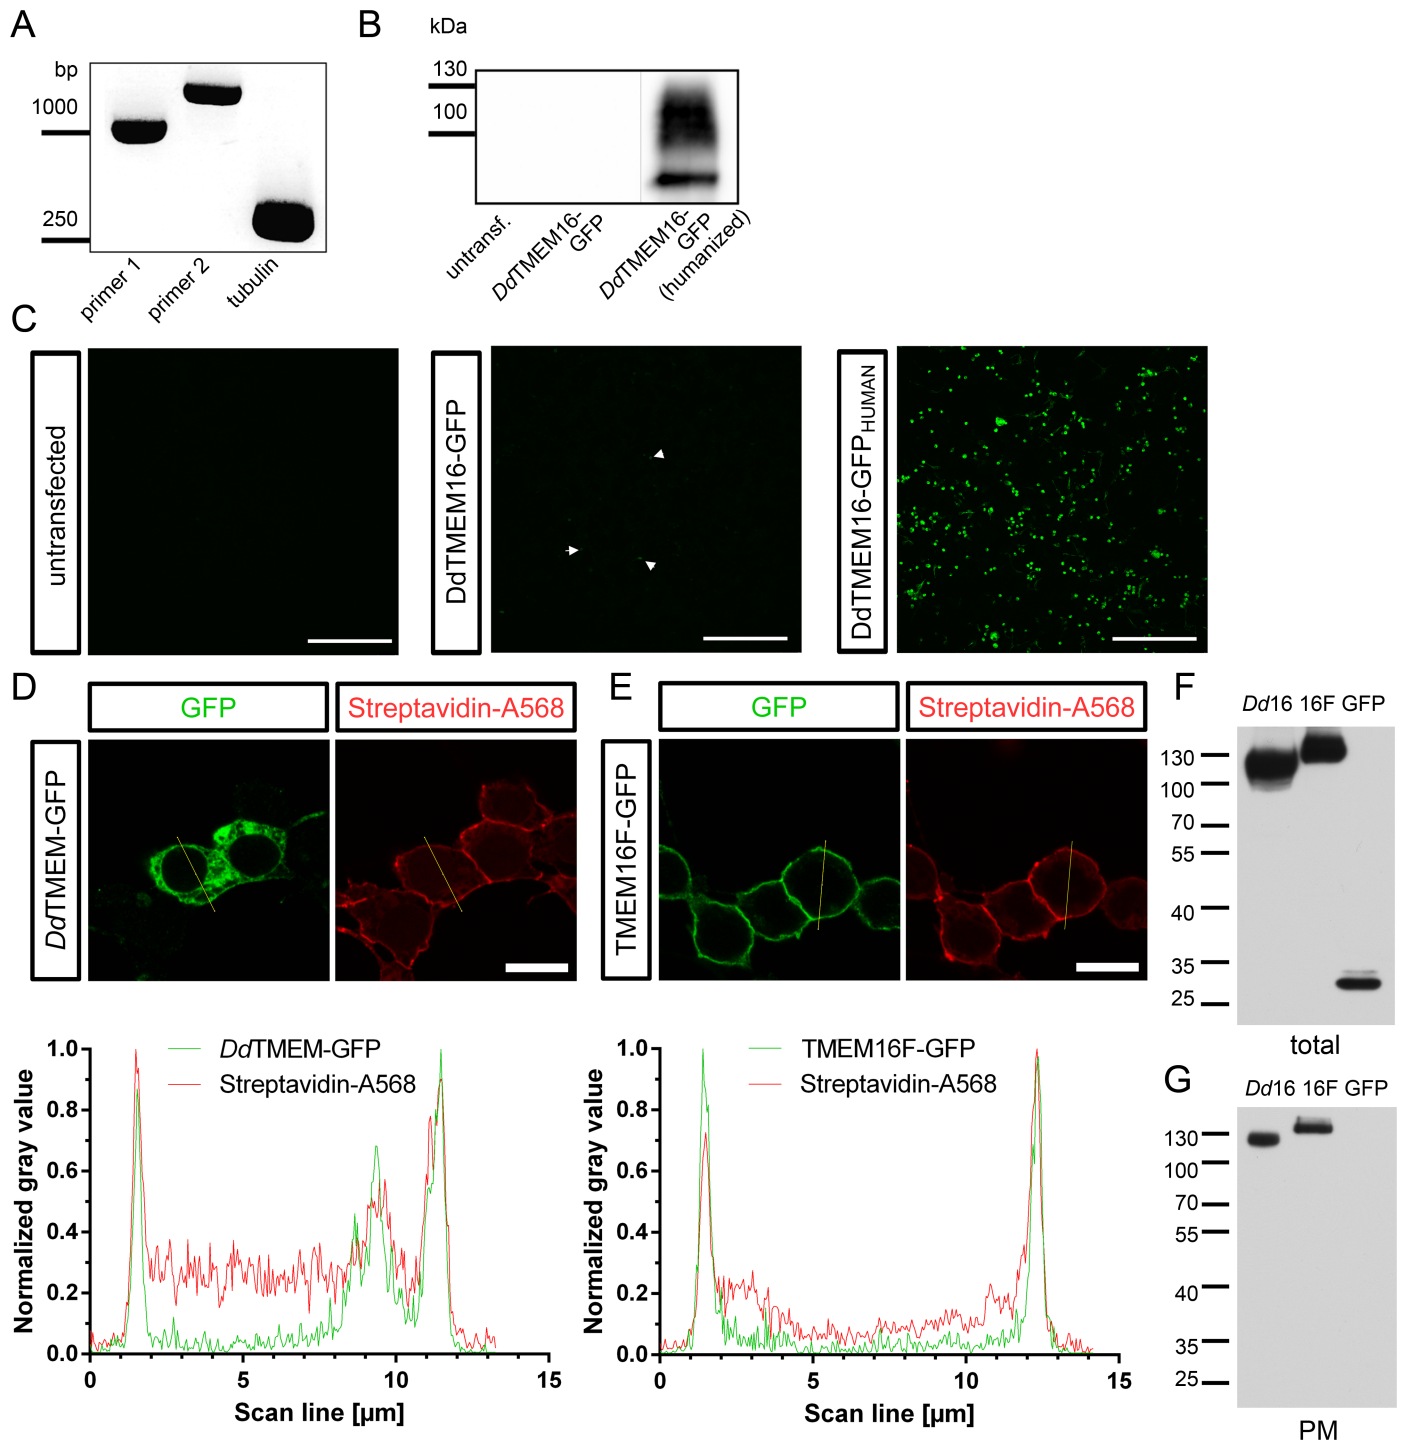 A
bp
1000
250
primer 1
primer 2
tubulin
B
kDa
130
100
untransf.
DdTMEM16-
GFP
DdTMEM16-
GFP
(humanized)
C
untransfected
DdTMEM16-GFP
DdTMEM16-GFPHUMAN
D
GFP
Streptavidin-A568
DdTMEM-GFP
E
GFP
Streptavidin-A568
TMEM16F-GFP
F
Dd16 16F GFP
130
100
70
55
40
35
25
total
1.0
0.8
0.6
0.4
0.2
0.0
Normalized gray value
DdTMEM-GFP
Streptavidin-A568
0
5
10
15
Scan line [µm]
1.0
0.8
0.6
0.4
0.2
0.0
Normalized gray value
TMEM16F-GFP
Streptavidin-A568
0
5
10
15
Scan line [µm]
G
Dd16 16F GFP
130
100
70
55
40
35
25
PM